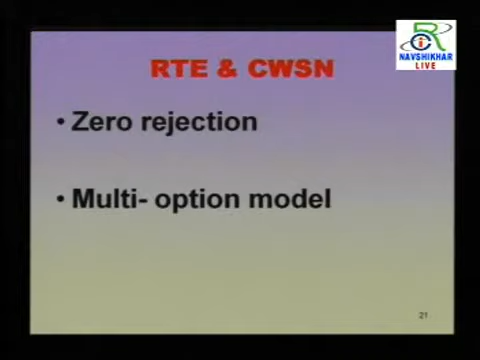 NAVSHIKHAR
LIVE
RTE & CWSN
• Zero rejection
• Multi- option model
21